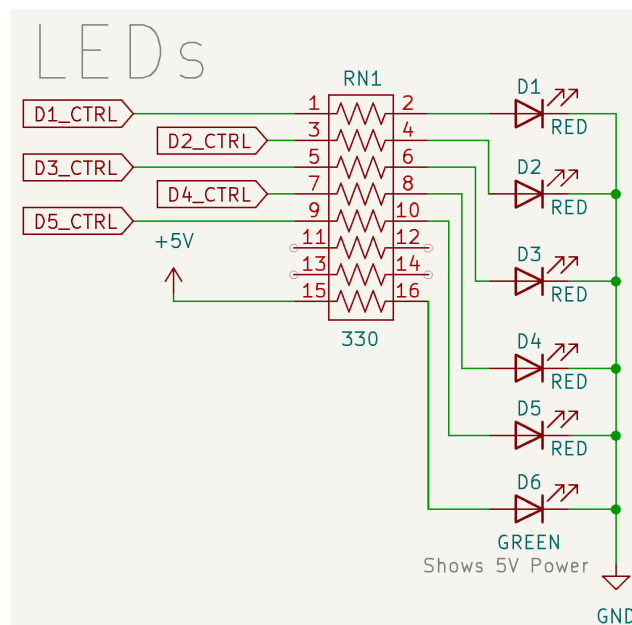 LEDs
RN1
D1
D1_CTRL
1
2
RED
D2_CTRL
3
4
D3_CTRL
5
6
D2
D4_CTRL
7
8
RED
D5_CTRL
9
10
+5V
11
12
D3
13
14
15
16
RED
330
D4
RED
D5
RED
D6
GREEN
Shows 5V Power
GND